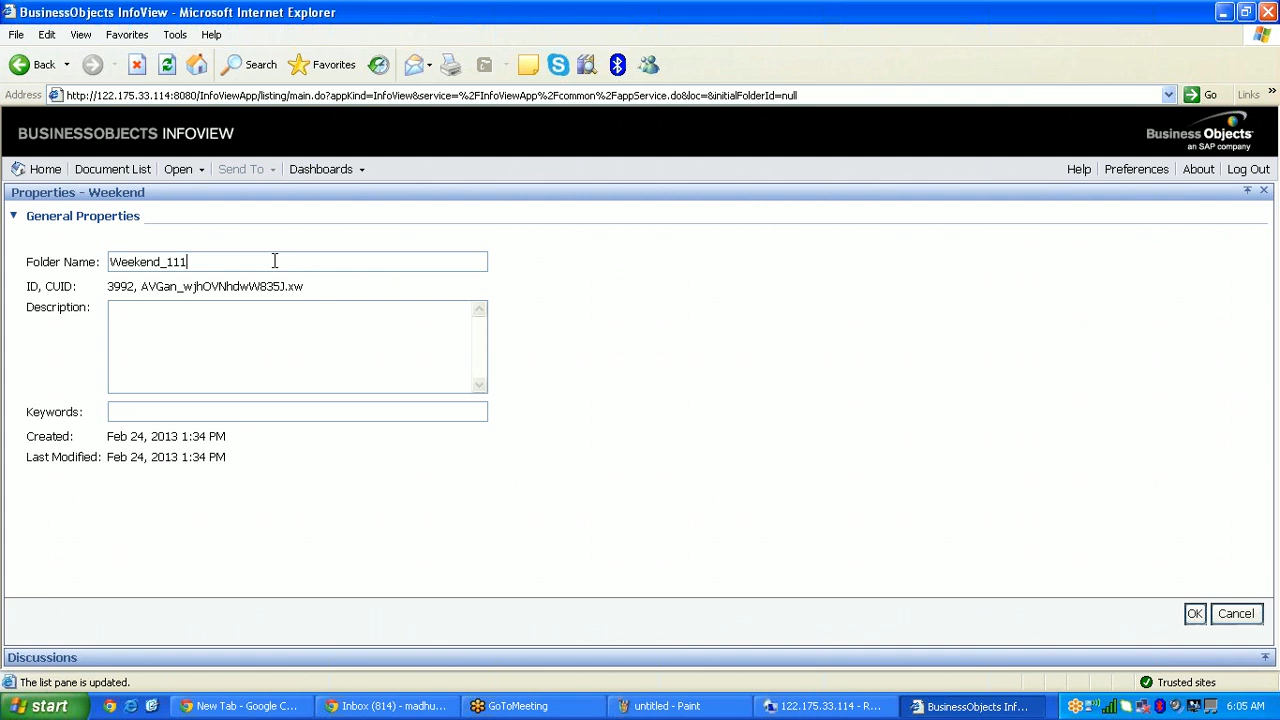 BusinessObjects InfoView - Microsoft Internet Explorer
File Edit View Favorites Tools Help
Back Search Favorites
Address http://122.175.33.114:8080/InfoViewApp/listing/main.do?appKind=InfoView&service=%2FInfoViewApp%2Fcommon%2FappService.do&loc=&initialFolderId=null Go Links »
BUSINESSOBJECTS INFOVIEW
Business Objects
an SAP company
Home Document List Open Send To Dashboards Help Preferences About Log Out
Properties - Weekend
General Properties
Folder Name: Weekend_111
ID, CUID: 3992, AVGan_wjhOVNhdwW835J.xw
Description:
Keywords:
Created: Feb 24, 2013 1:34 PM
Last Modified: Feb 24, 2013 1:34 PM
OK Cancel
Discussions
The list pane is updated. Trusted sites
start New Tab - Google C... Inbox (814) - madhu... GoToMeeting untitled - Paint 122.175.33.114 - R... BusinessObjects Inf... 6:05 AM